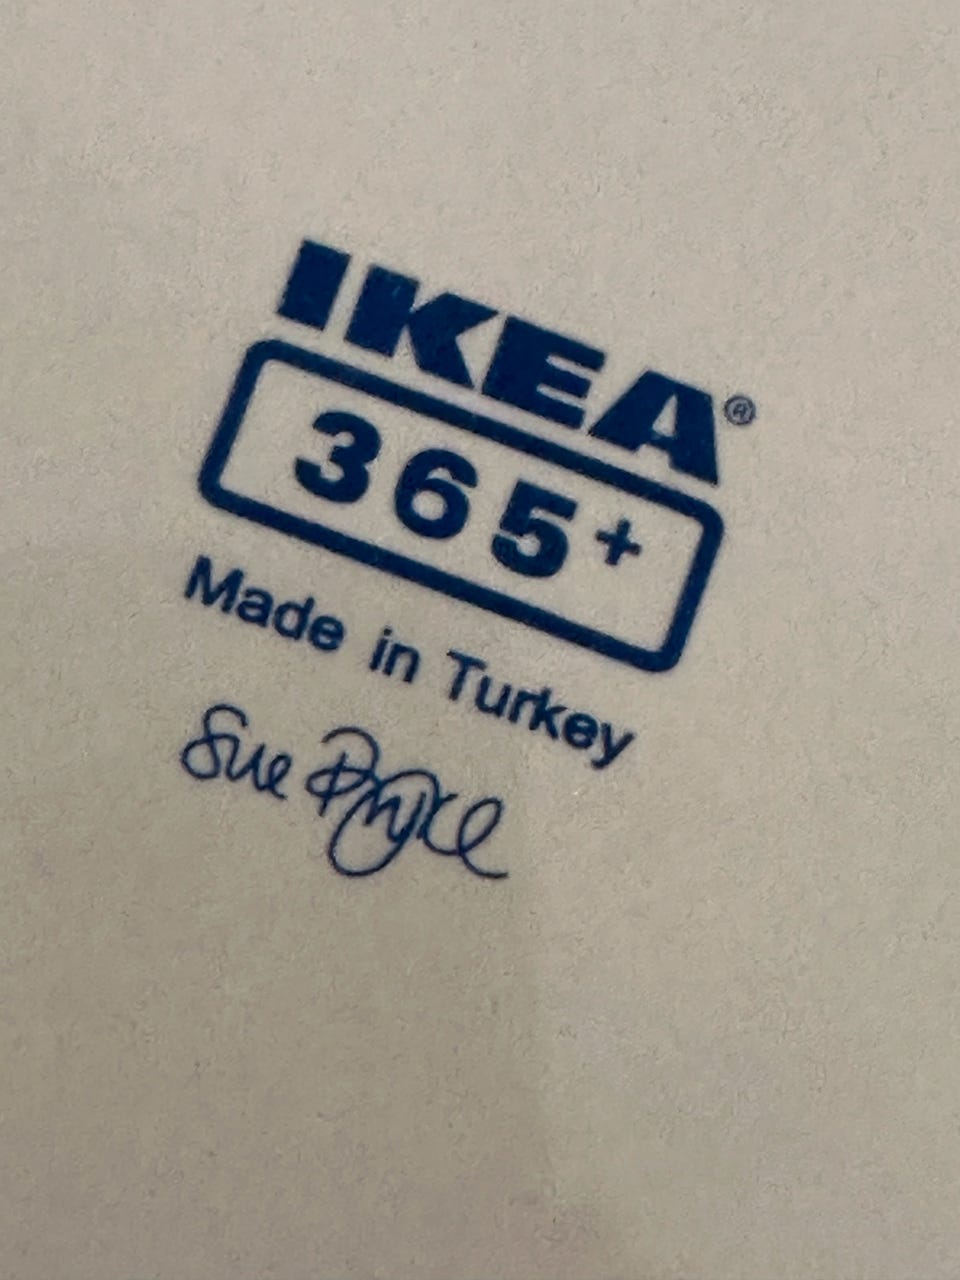 IKEA®
365+
Made in Turkey
Sue Pryke